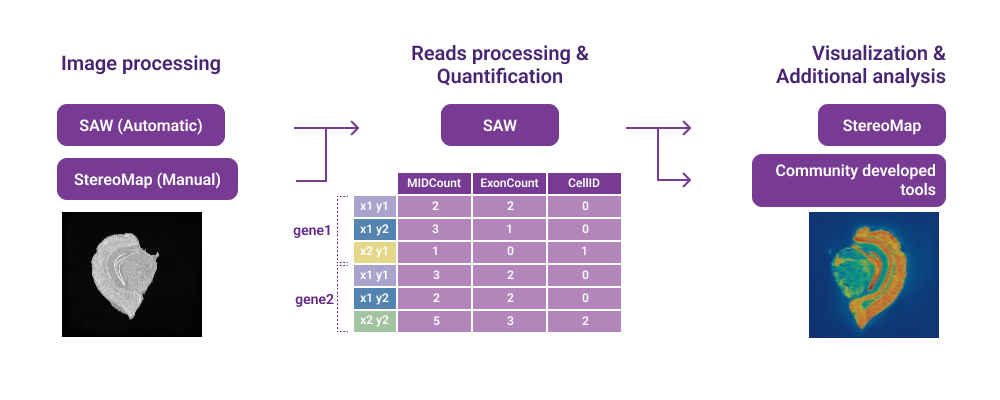 Image processing
SAW (Automatic)
StereoMap (Manual)
Reads processing &
Quantification
SAW
MIDCount ExonCount CellID
gene1
x1 y1 2 2 0
x1 y2 3 1 0
x2 y1 1 0 1
gene2
x1 y1 3 2 0
x1 y2 2 2 0
x2 y2 5 3 2
Visualization &
Additional analysis
StereoMap
Community developed
tools